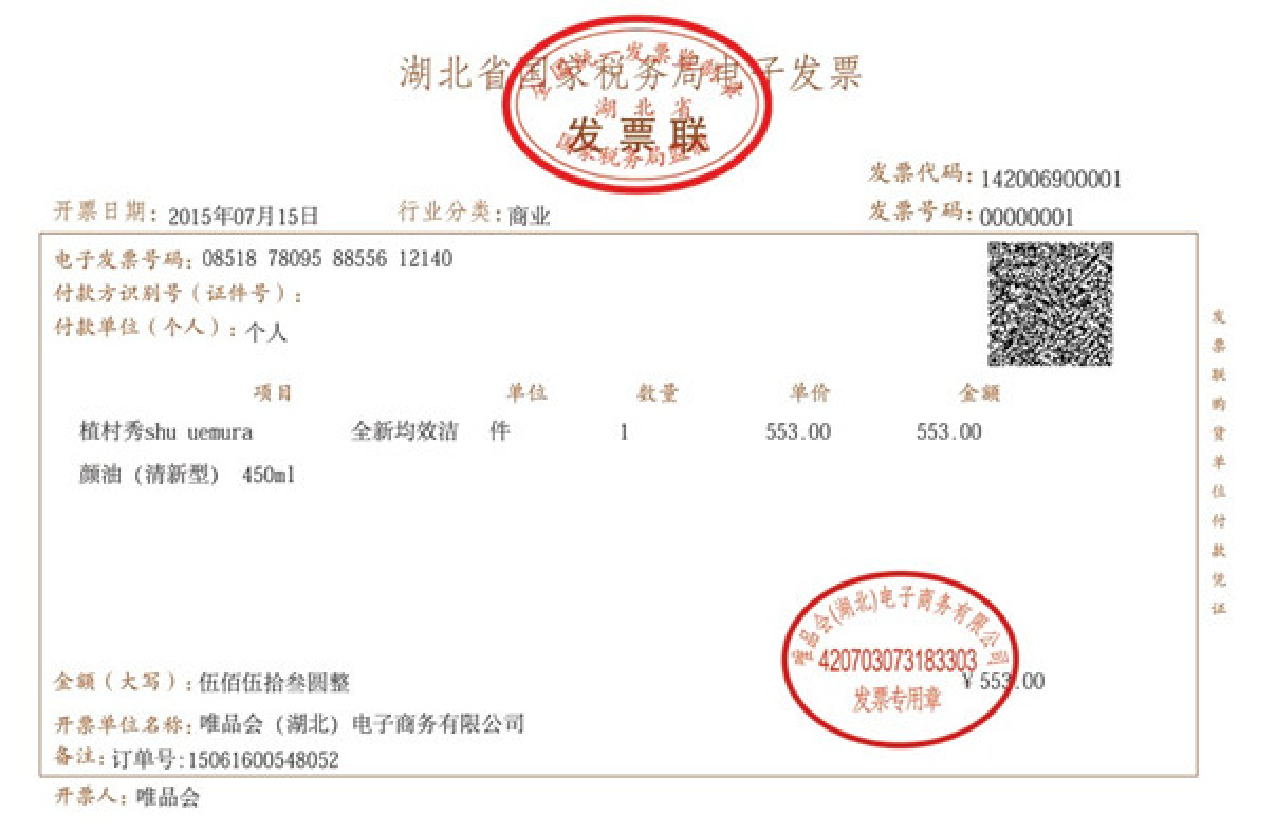 湖北省国家税务局电子发票
湖北省
发票联
国家税务局监制
发票代码: 142006900001
开票日期: 2015年07月15日 行业分类: 商业 发票号码: 00000001
电子发票号码: 08518 78095 88556 12140
付款方识别号(证件号):
付款单位(个人): 个人
项目 单位 数量 单价 金额
植村秀shu uemura 全新均效洁 件 1 553.00 553.00
颜油 (清新型) 450ml
唯品会(湖北)电子商务有限公司
420703073183303
发票专用章
金额(大写): 伍佰伍拾叁圆整 ¥ 553.00
开票单位名称: 唯品会 (湖北) 电子商务有限公司
备注: 订单号:15061600548052
开票人: 唯品会
发票联购货单位付款凭证